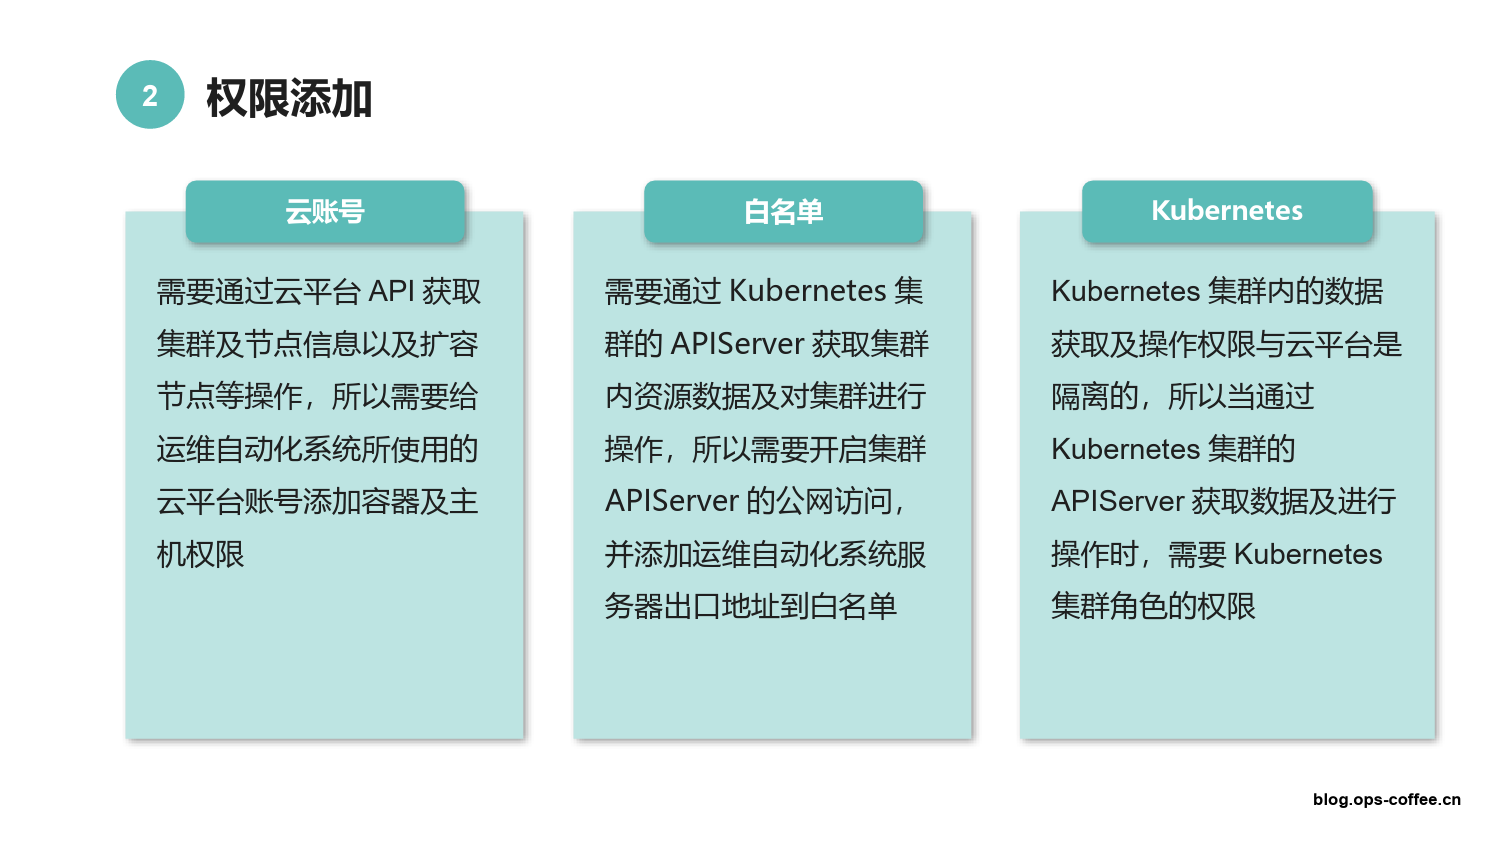 2
权限添加
云账号
需要通过云平台 API 获取
集群及节点信息以及扩容
节点等操作，所以需要给
运维自动化系统所使用的
云平台账号添加容器及主
机权限
白名单
需要通过 Kubernetes 集
群的 APIServer 获取集群
内资源数据及对集群进行
操作，所以需要开启集群
APIServer 的公网访问，
并添加运维自动化系统服
务器出口地址到白名单
Kubernetes
Kubernetes 集群内的数据
获取及操作权限与云平台是
隔离的，所以当通过
Kubernetes 集群的
APIServer 获取数据及进行
操作时，需要 Kubernetes
集群角色的权限
blog.ops-coffee.cn